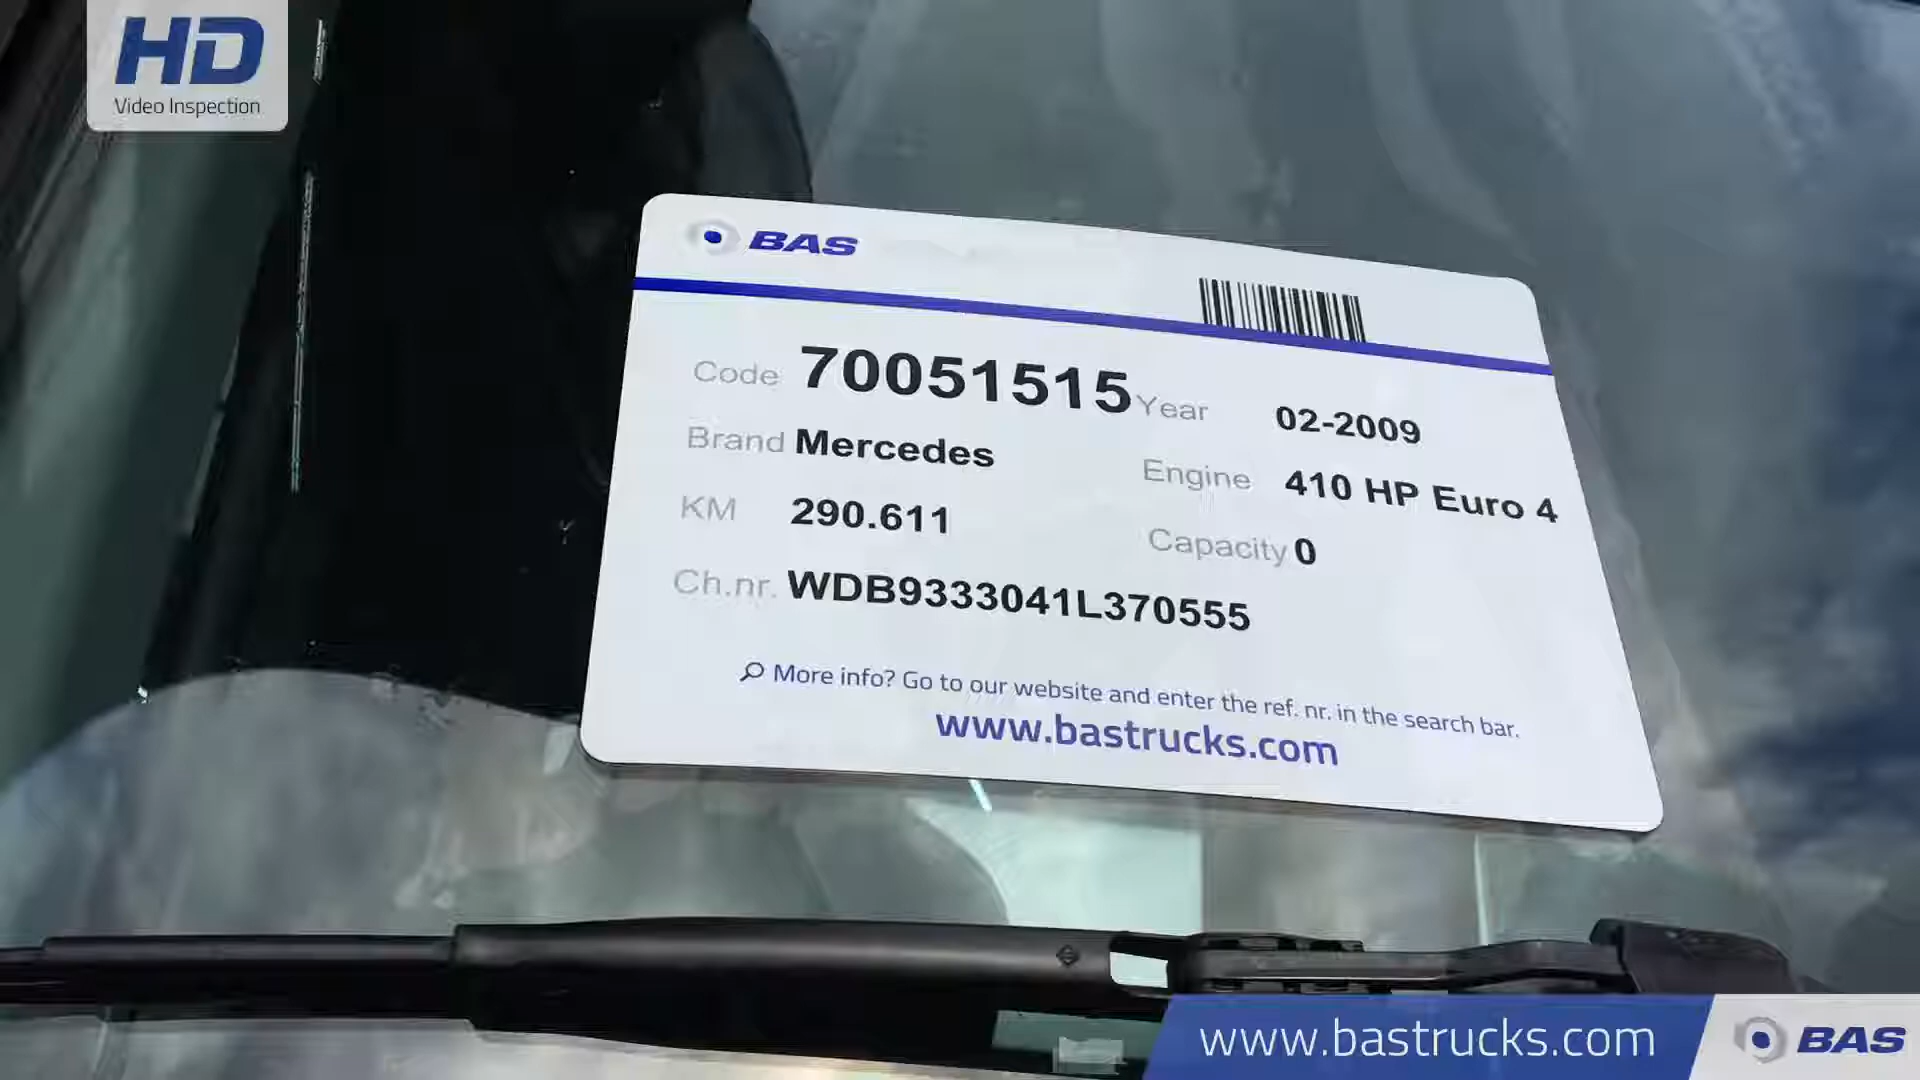 HD
Video Inspection
BAS
Code 70051515 Year 02-2009
Brand Mercedes
Engine 410 HP Euro 4
KM 290.611
Capacity 0
Ch.nr. WDB9333041L370555
More info? Go to our website and enter the ref. nr. in the search bar.
www.bastrucks.com
www.bastrucks.com BAS